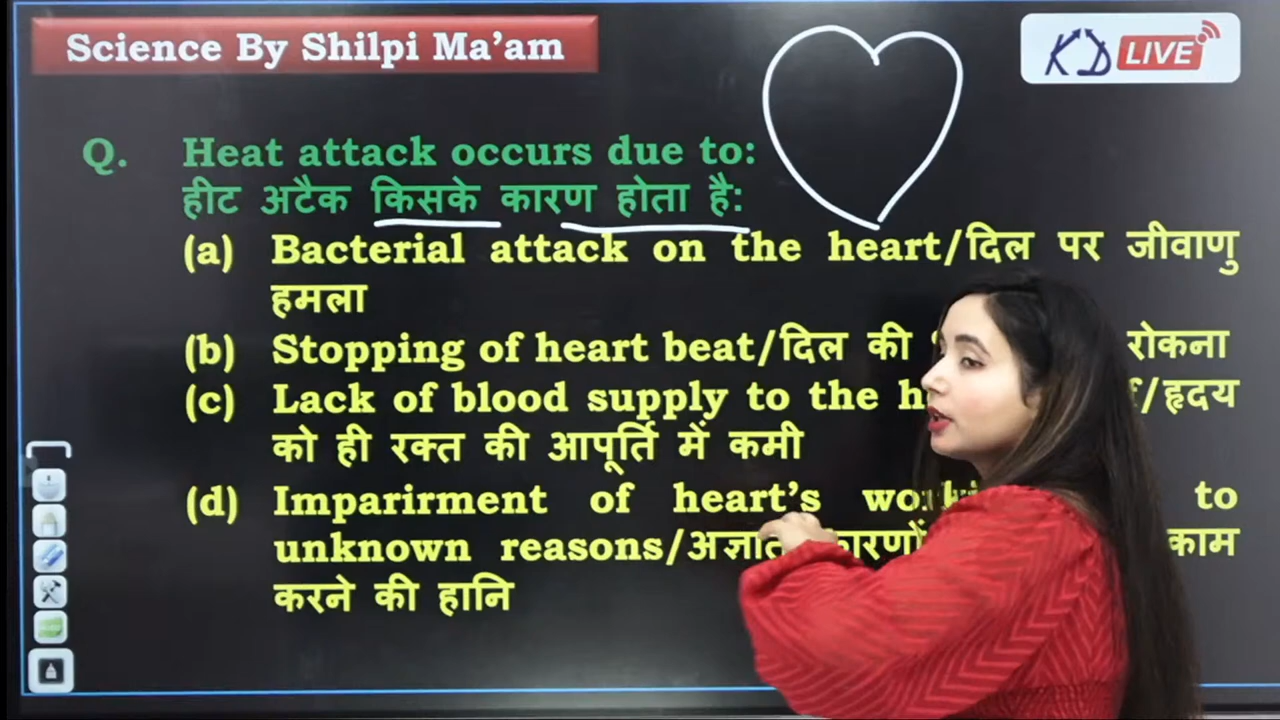 Science By Shilpi Ma'am
KD LIVE
Q. Heat attack occurs due to:
हीट अटैक किसके कारण होता है:
(a) Bacterial attack on the heart/दिल पर जीवाणु
हमला
(b) Stopping of heart beat/दिल की रोकना
(c) Lack of blood supply to the /हृदय
को ही रक्त की आपूर्ति में कमी
(d) Imparirment of heart's to
unknown reasons/अज्ञात कारणों काम
करने की हानि